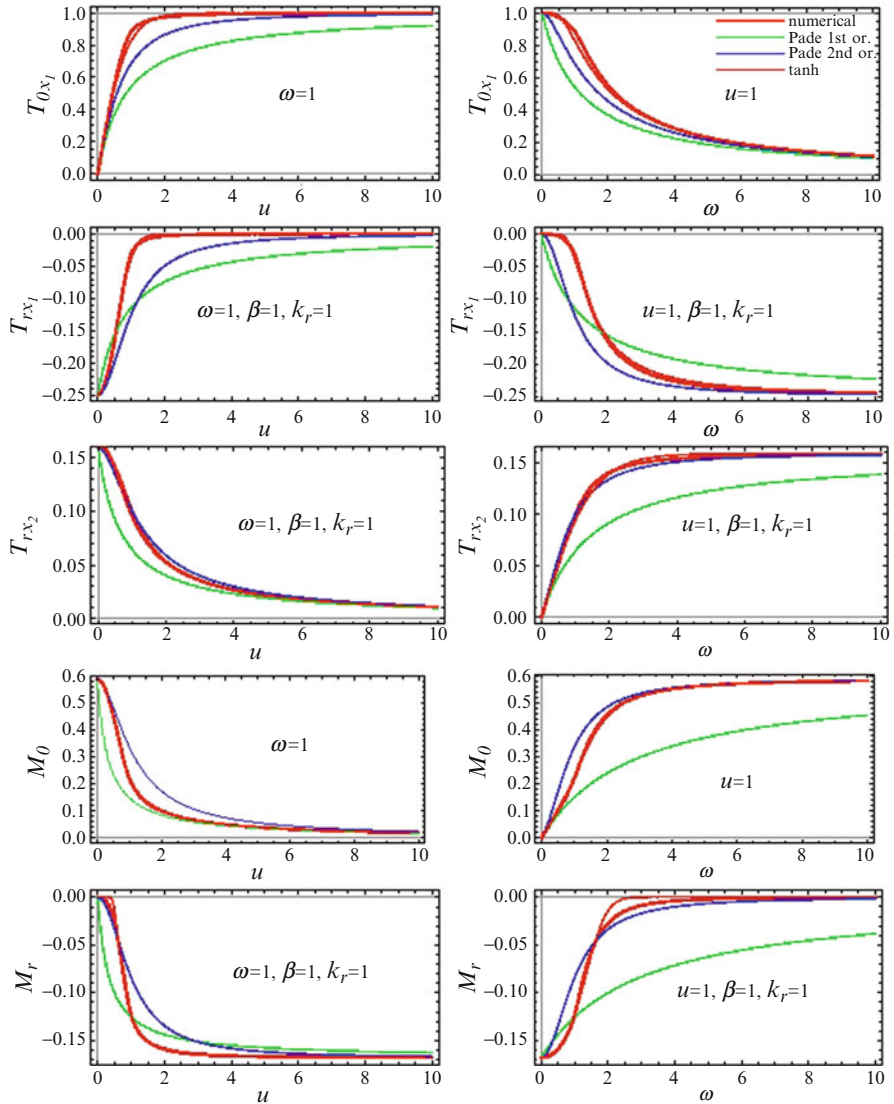 1.0
0.8
0.6
0.4
0.2
0.0
T0x1
ω=1
0 2 4 6 8 10
u
1.0
0.8
0.6
0.4
0.2
0.0
T0x1
numerical
Pade 1st or.
Pade 2nd or.
tanh
u=1
0 2 4 6 8 10
ω
0.00
−0.05
−0.10
−0.15
−0.20
−0.25
Trx1
ω=1, β=1, kr=1
0 2 4 6 8 10
u
0.00
−0.05
−0.10
−0.15
−0.20
−0.25
Trx1
u=1, β=1, kr=1
0 2 4 6 8 10
ω
0.15
0.10
0.05
0.00
Trx2
ω=1, β=1, kr=1
0 2 4 6 8 10
u
0.15
0.10
0.05
0.00
Trx2
u=1, β=1, kr=1
0 2 4 6 8 10
ω
0.6
0.5
0.4
0.3
0.2
0.1
0.0
M0
ω=1
0 2 4 6 8 10
u
0.6
0.5
0.4
0.3
0.2
0.1
0.0
M0
u=1
0 2 4 6 8 10
ω
0.00
−0.05
−0.10
−0.15
Mr
ω=1, β=1, kr=1
0 2 4 6 8 10
u
0.00
−0.05
−0.10
−0.15
Mr
u=1, β=1, kr=1
0 2 4 6 8 10
ω